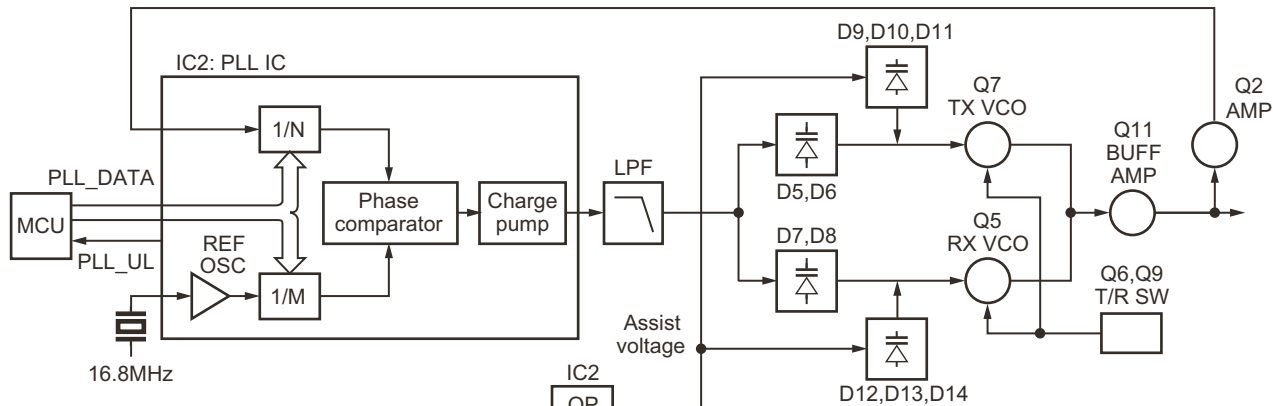 D9,D10,D11
IC2: PLL IC
Q7
TX VCO
Q2
AMP
1/N
Q11
BUFF
AMP
PLL_DATA
LPF
D5,D6
MCU
Phase
comparator
Charge
pump
PLL_UL
REF
OSC
D7,D8
Q5
RX VCO
1/M
Q6,Q9
T/R SW
Assist
voltage
16.8MHz
IC2
OP
D12,D13,D14